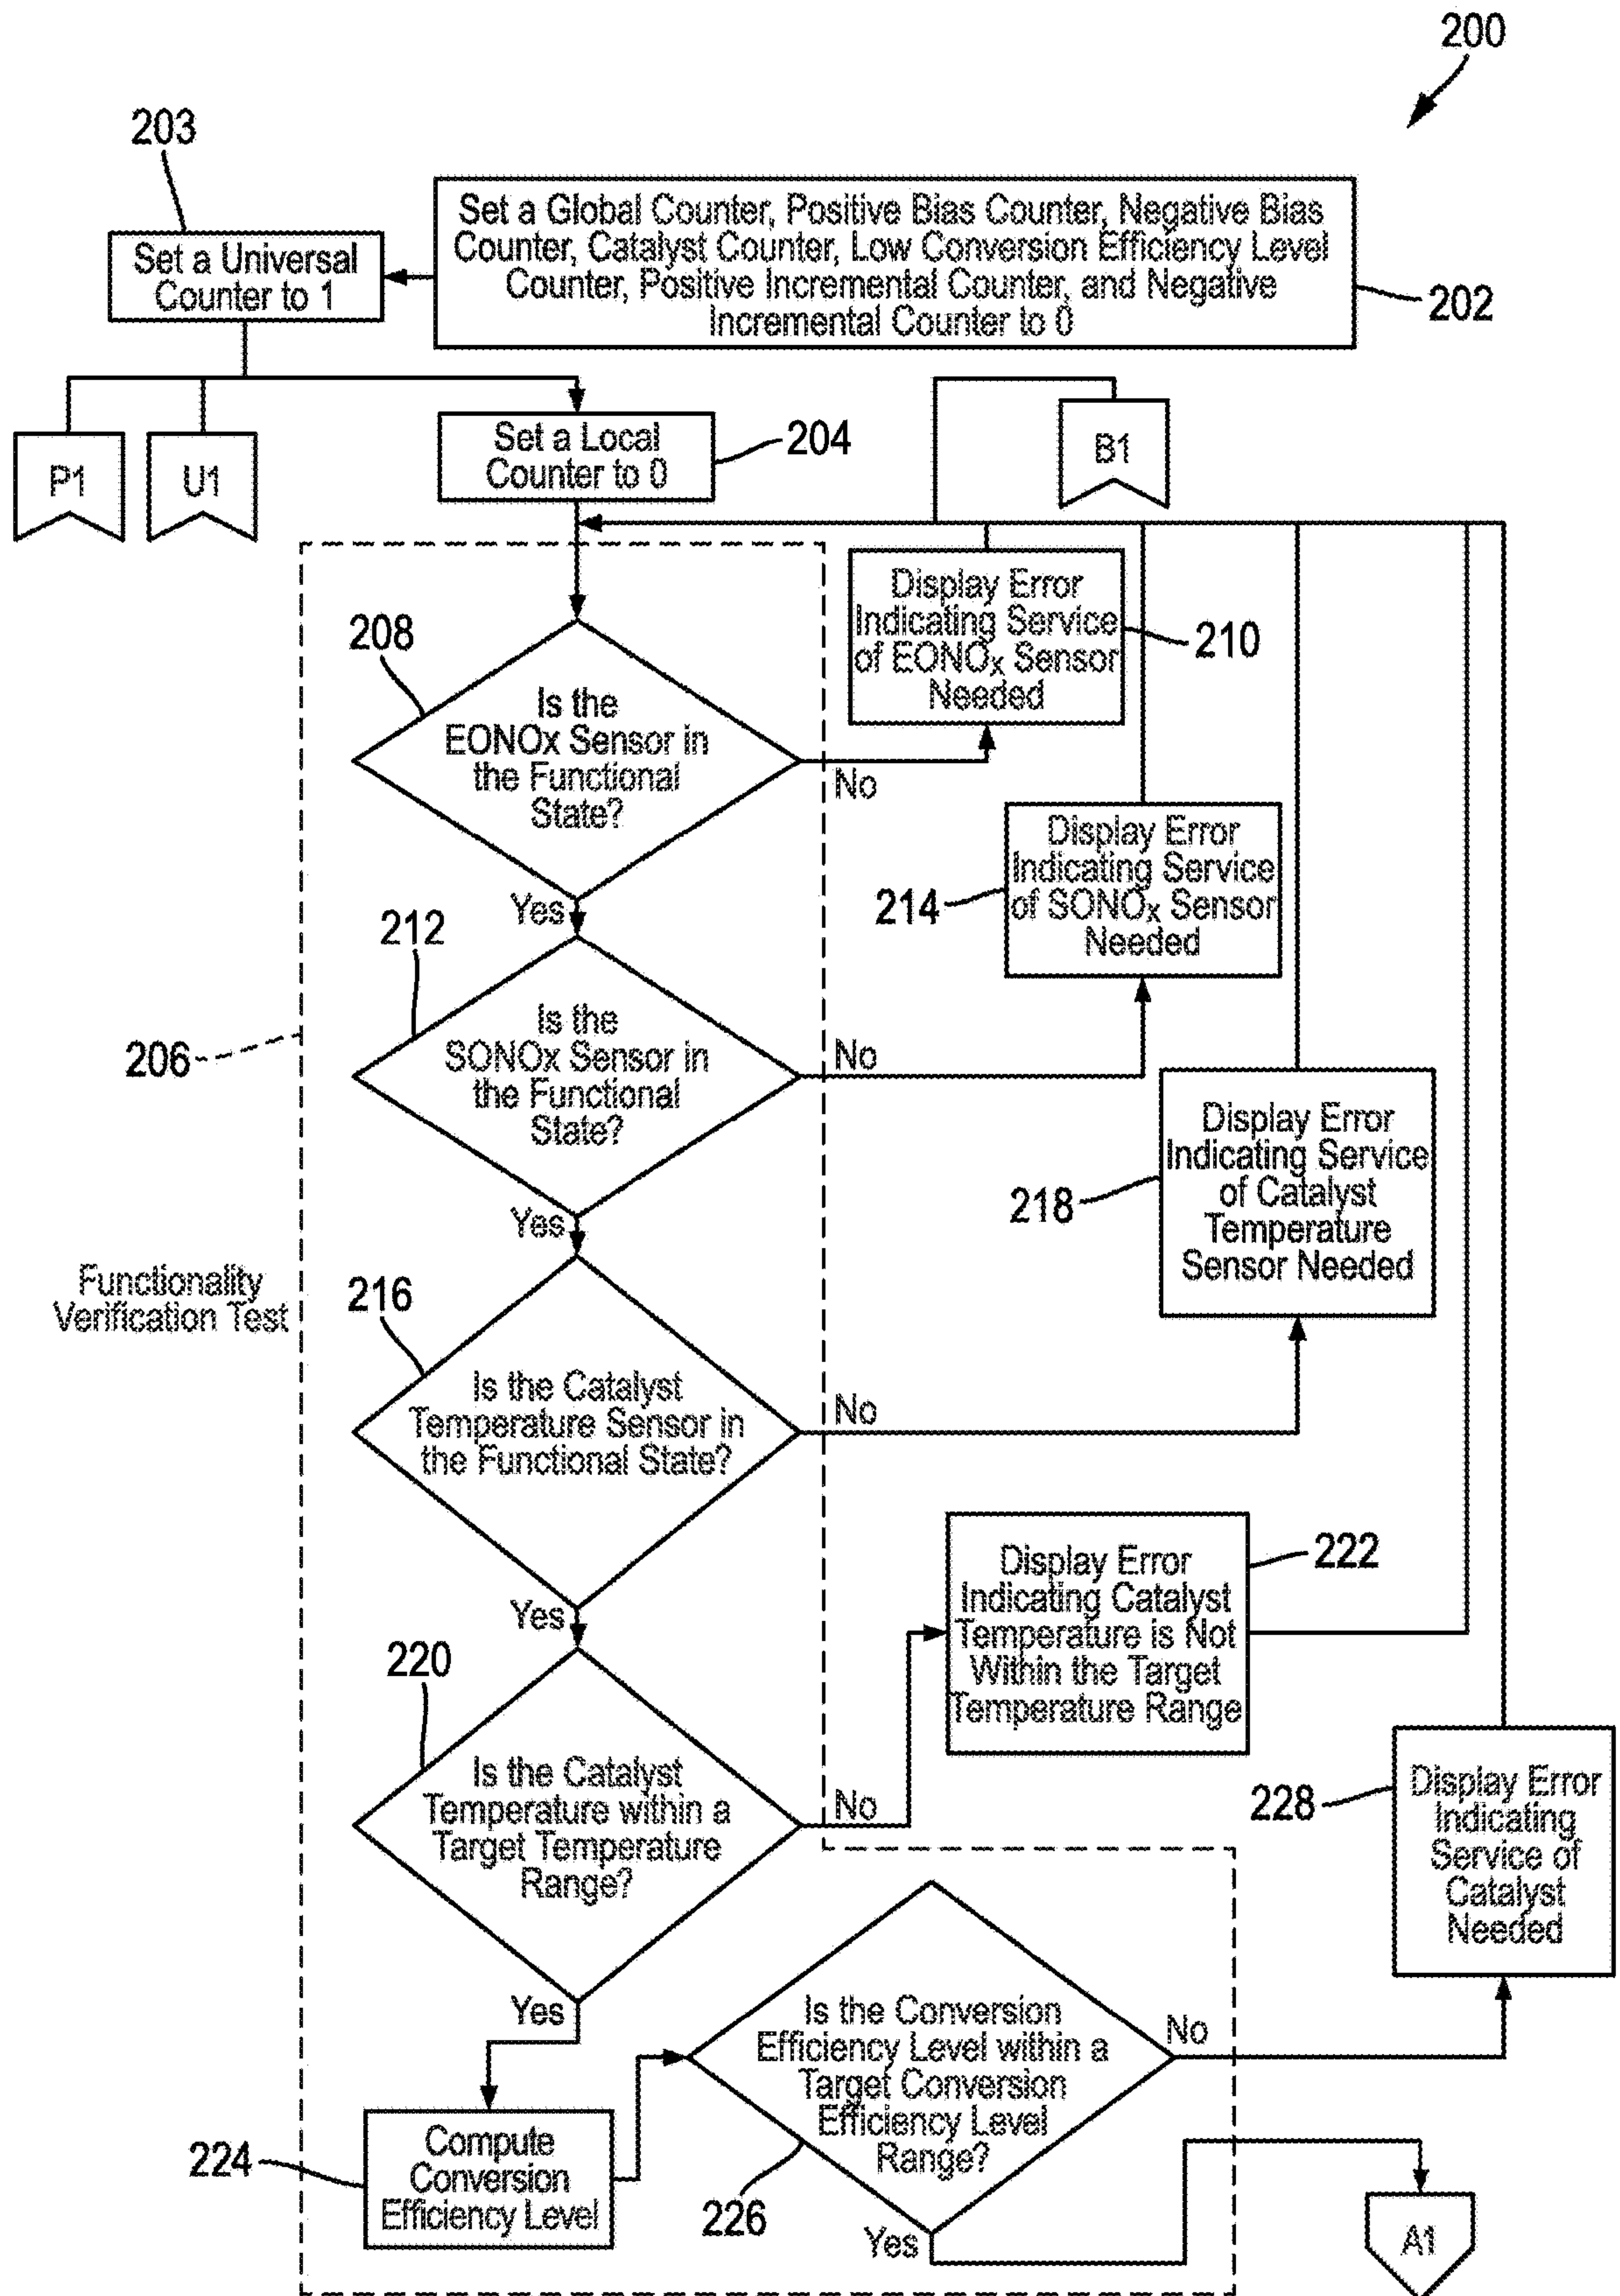 200
203
Set a Universal
Counter to 1
Set a Global Counter, Positive Bias Counter, Negative Bias
Counter, Catalyst Counter, Low Conversion Efficiency Level
Counter, Positive Incremental Counter, and Negative
Incremental Counter to 0
202
P1
U1
Set a Local
Counter to 0
204
B1
208
Is the
EONOx Sensor in
the Functional
State?
No
Yes
Display Error
Indicating Service
of EONOx Sensor
Needed
210
212
Is the
SONOx Sensor in
the Functional
State?
No
Yes
Display Error
Indicating Service
of SONOx Sensor
Needed
214
206
Functionality
Verification Test
216
Is the Catalyst
Temperature Sensor in
the Functional State?
No
Yes
Display Error
Indicating Service
of Catalyst
Temperature
Sensor Needed
218
220
Is the Catalyst
Temperature within a
Target Temperature
Range?
No
Yes
Display Error
Indicating Catalyst
Temperature is Not
Within the Target
Temperature Range
222
224
Compute
Conversion
Efficiency Level
226
Is the Conversion
Efficiency Level within a
Target Conversion
Efficiency Level
Range?
No
Yes
228
Display Error
Indicating
Service of
Catalyst
Needed
A1